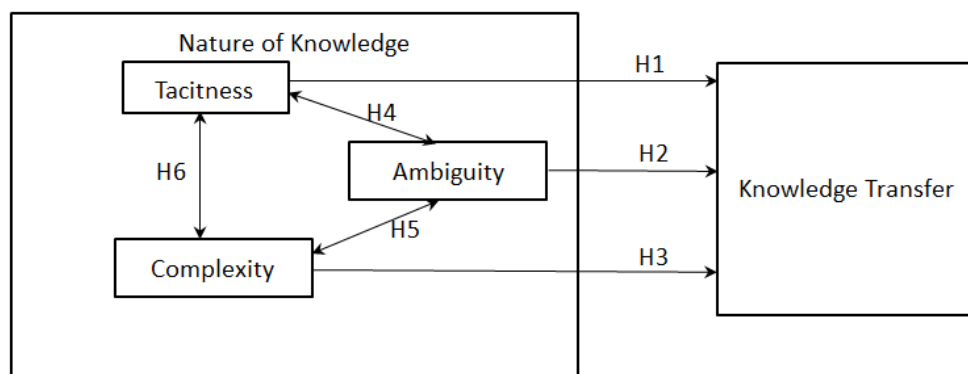 Nature of Knowledge
H1
Tacitness
H4
H2
H6
Ambiguity
Knowledge Transfer
H5
Complexity
H3